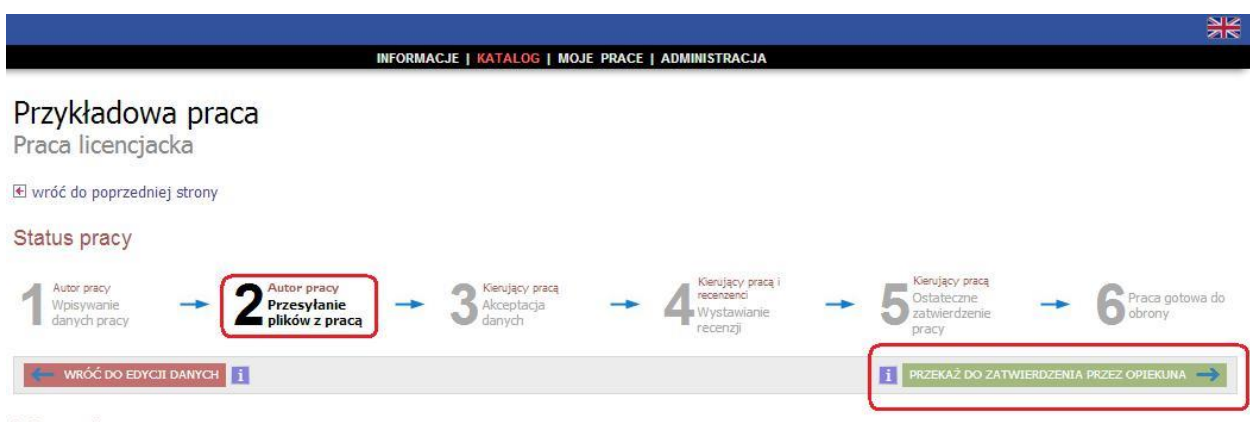 INFORMACJE | KATALOG | MOJE PRACE | ADMINISTRACJA
Przykładowa praca
Praca licencjacka
wróć do poprzedniej strony
Status pracy
1 Autor pracy
Wpisywanie
danych pracy
2 Autor pracy
Przesyłanie
plików z pracą
3 Kierujący pracą
Akceptacja
danych
4 Kierujący pracą i
recenzenci
Wystawianie
recenzji
5 Kierujący pracą
Ostateczne
zatwierdzenie
pracy
6 Praca gotowa do
obrony
WRÓĆ DO EDYCJI DANYCH i
i PRZEKAŻ DO ZATWIERDZENIA PRZEZ OPIEKUNA